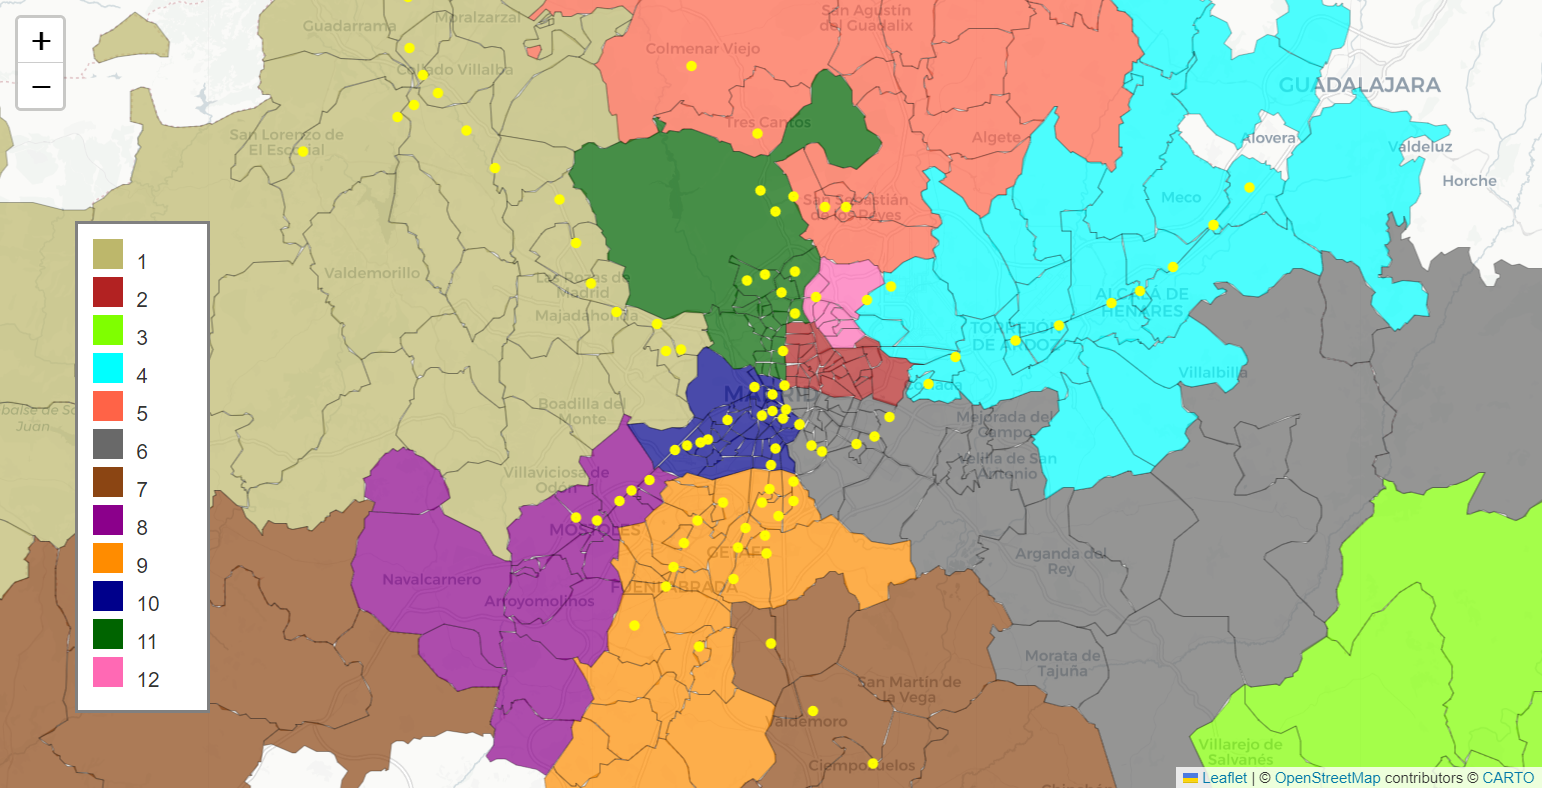 +
−
Guadarrama
Moralzarzal
San Agustín
del Guadalix
Colmenar Viejo
Collado Villalba
GUADALAJARA
Tres Cantos
San Lorenzo de
El Escorial
Algete
Alovera
Valdeluz
Horche
Meco
San Sebastián
de los Reyes
Valdemorillo
Las Rozas de
Madrid
Majadahonda
ALCALÁ DE
HENARES
TORREJÓN
DE ARDOZ
Villalbilla
Coslada
MADRID
Boadilla del
Monte
Mejorada del
Campo
Velilla de San
Antonio
Juan
Villaviciosa de
Odón
MÓSTOLES
GETAFE
Arganda del
Rey
Navalcarnero
FUENLABRADA
Arroyomolinos
Morata de
Tajuña
San Martín de
la Vega
Valdemoro
Ciempozuelos
Villarejo de
Salvanés
1
2
3
4
5
6
7
8
9
10
11
12
Leaflet | © OpenStreetMap contributors © CARTO